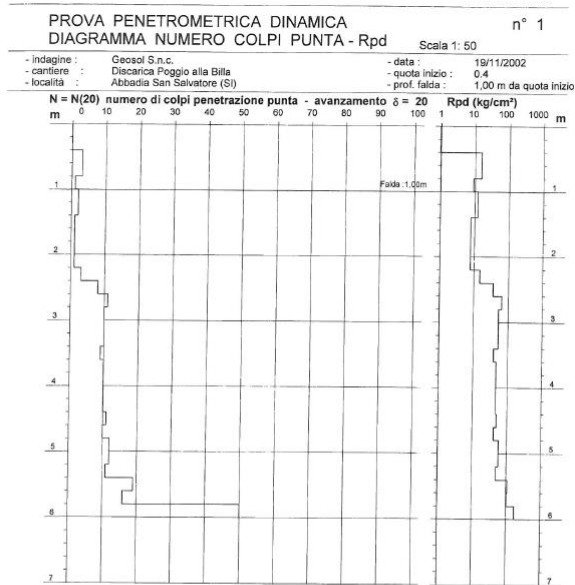 PROVA PENETROMETRICA DINAMICA n° 1
DIAGRAMMA NUMERO COLPI PUNTA - Rpd Scala 1: 50
- indagine : Geosol S.n.c. - data : 19/11/2002
- cantiere : Discarica Poggio alla Billa - quota inizio : 0.4
- località : Abbadia San Salvatore (SI) - prof. falda : 1,00 m da quota inizio
N = N(20) numero di colpi penetrazione punta - avanzamento δ = 20 Rpd (kg/cm²)
m 0 10 20 30 40 50 60 70 80 90 100 1 10 100 1000 m
Falda :1,00m
1 1
2 2
3 3
4 4
5 5
6 6
7 7